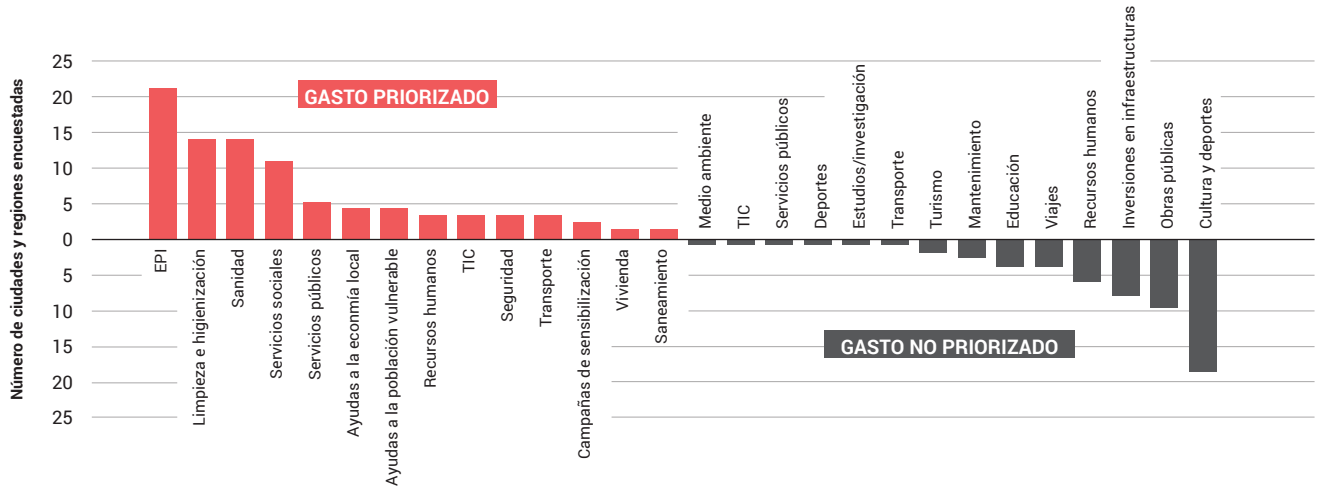 Número de ciudades y regiones encuestadas
25
20
15
10
5
0
5
10
15
20
25
GASTO PRIORIZADO
EPI
Limpieza e higienización
Sanidad
Servicios sociales
Servicios públicos
Ayudas a la econmía local
Ayudas a la población vulnerable
Recursos humanos
TIC
Seguridad
Transporte
Campañas de sensibilización
Vivienda
Saneamiento
Medio ambiente
TIC
Servicios públicos
Deportes
Estudios/investigación
Transporte
Turismo
Mantenimiento
Educación
Viajes
Recursos humanos
Inversiones en infraestructuras
Obras públicas
Cultura y deportes
GASTO NO PRIORIZADO